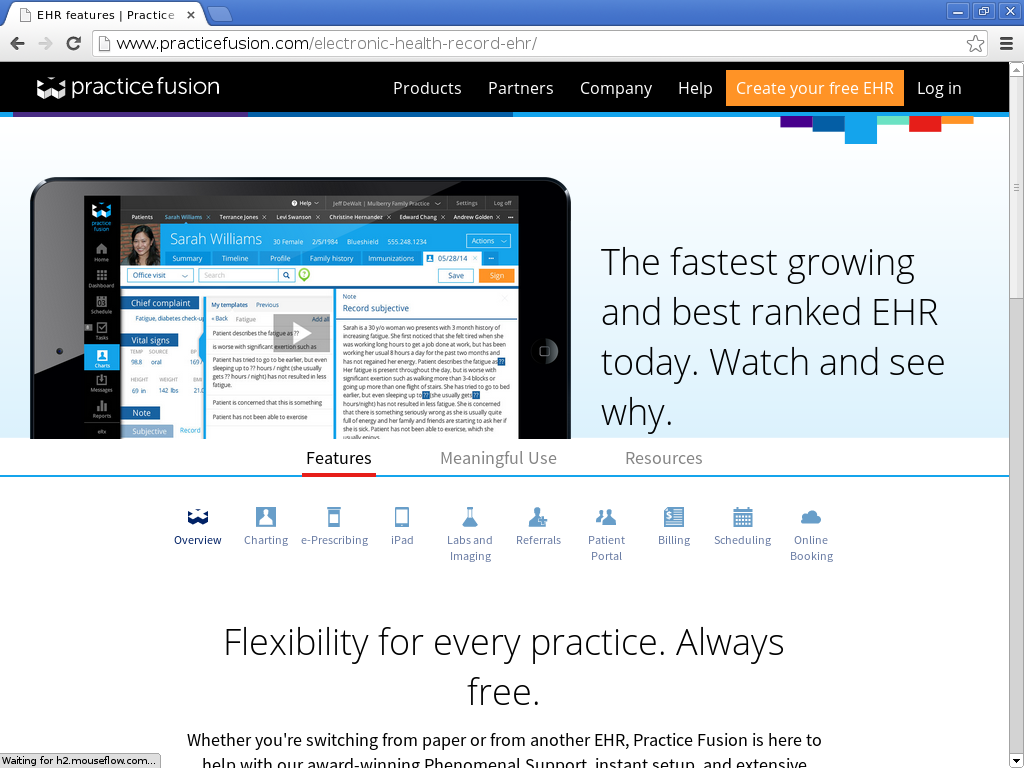 EHR features | Practice
www.practicefusion.com/electronic-health-record-ehr/
practice fusion
Products
Partners
Company
Help
Create your free EHR
Log in
Help
Jeff DeWalt | Mulberry Family Practice
Settings
Log off
practice
fusion
Patients
Sarah Williams
Terrance Jones
Levi Swanson
Christine Hernandez
Edward Chang
Andrew Golden
Sarah Williams
30 Female
2/5/1984
Blueshield
555.248.1234
Actions
Home
Summary
Timeline
Profile
Family history
Immunizations
05/28/14
Dashboard
Office visit
Search
Save
Sign
Schedule
Chief complaint
Fatigue, diabetes check-up
Tasks
Vital signs
TEMP
SOURCE
BP
98.8
oral
169 /
Charts
HEIGHT
WEIGHT
BMI
69 in
142 lbs
21.0
Messages
Note
Reports
Subjective
Record
eRx
My templates
Previous
‹ Back
Fatigue
Add all
Patient describes the fatigue as ??
is worse with significant exertion such as
Patient has tried to go to be earlier, but even
sleeping up to ?? hours / night (she usually
gets ?? hours / night) has not resulted in less
fatigue.
Patient is concerned that this is something
Patient has not been able to exercise
Note
Record subjective
Sarah is a 30 y/o woman wo presents with 3 month history of
increasing fatigue. She first noticed that she felt tired when she
was working long hours to get a job done at work, but has been
working her usual 8 hours a day for the past two months and
has not regained her energy. Patient describes the fatigue as ??
Her fatigue is present throughout the day, but is worse with
significant exertion such as walking more than 3-4 blocks or
going up more than one flight of stairs. She has tried to go to bed
earlier, but even sleeping up to ?? she usually gets ??
hours/night) has not resulted in less fatigue. She is concerned
that there is something seriously wrong as she is usually quite
full of energy and her family and friends are starting to ask her if
she is sick. Patient has not been able to exericse, which she
usually enjoys
The fastest growing
and best ranked EHR
today. Watch and see
why.
Features
Meaningful Use
Resources
Overview
Charting
e-Prescribing
iPad
Labs and
Imaging
Referrals
Patient
Portal
Billing
Scheduling
Online
Booking
Flexibility for every practice. Always
free.
Whether you're switching from paper or from another EHR, Practice Fusion is here to
help with our award-winning Phenomenal Support, instant setup, and extensive
Waiting for h2.mouseflow.com...